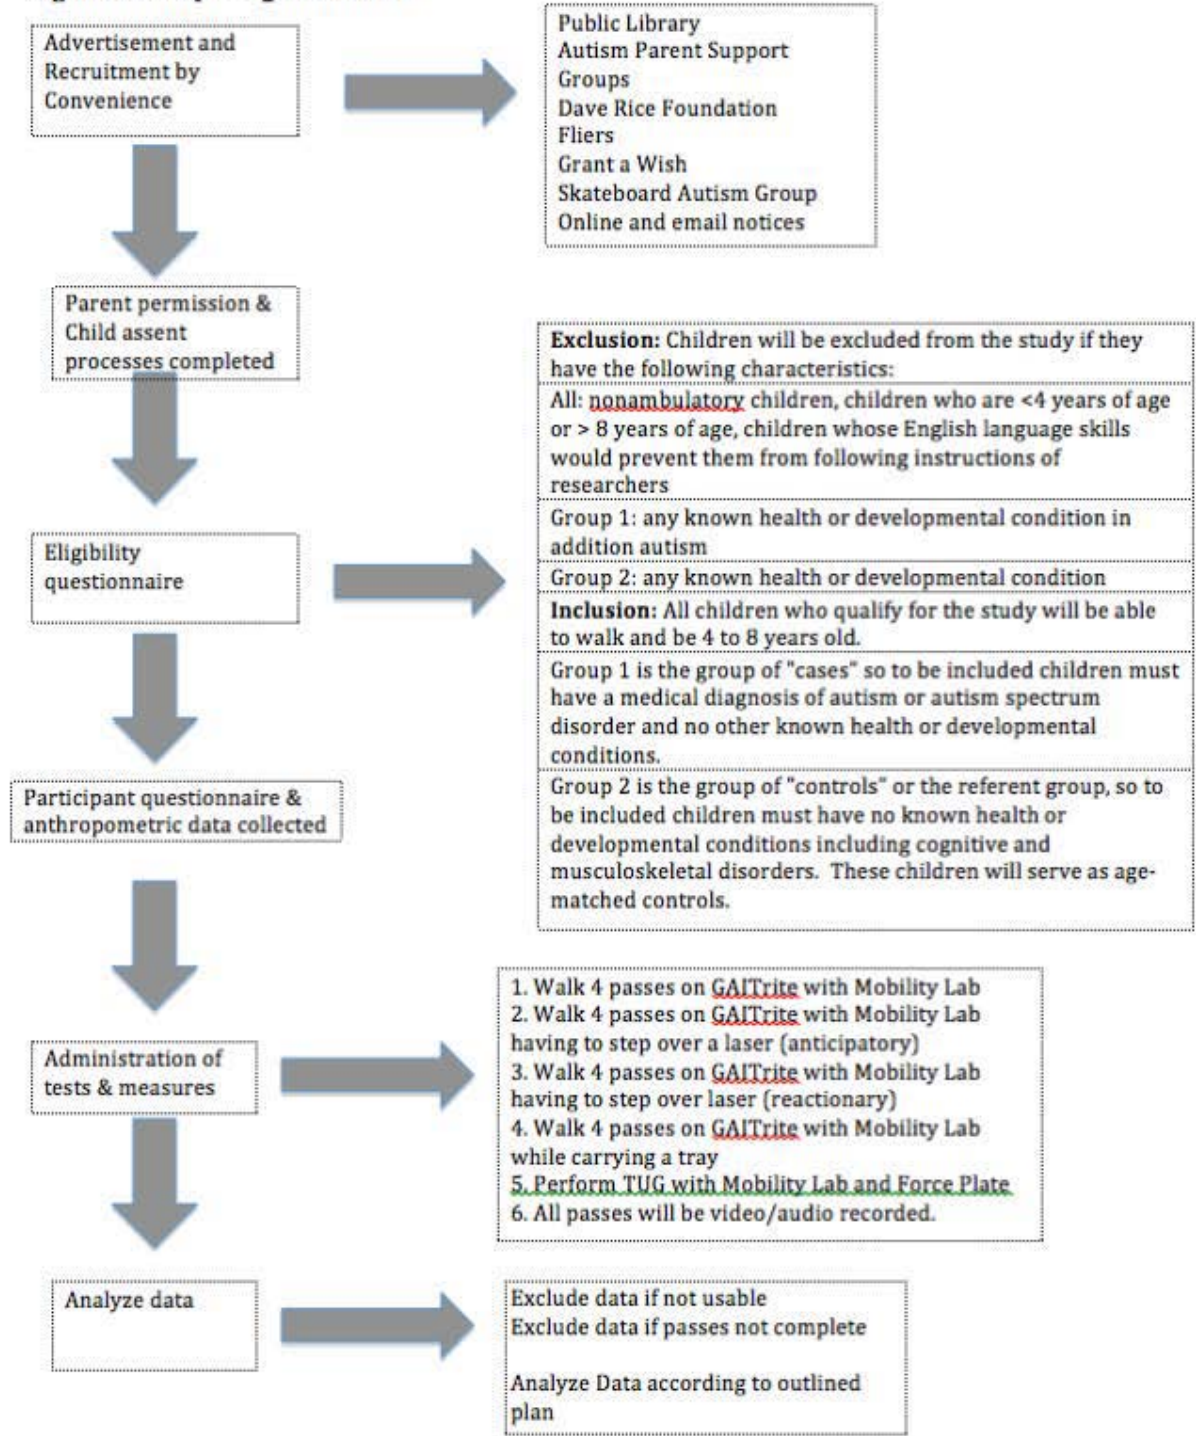 Advertisement and
Recruitment by
Convenience
Public Library
Autism Parent Support
Groups
Dave Rice Foundation
Fliers
Grant a Wish
Skateboard Autism Group
Online and email notices
Parent permission &
Child assent
processes completed
Eligibility
questionnaire
Exclusion: Children will be excluded from the study if they
have the following characteristics:
All: nonambulatory children, children who are <4 years of age
or > 8 years of age, children whose English language skills
would prevent them from following instructions of
researchers
Group 1: any known health or developmental condition in
addition autism
Group 2: any known health or developmental condition
Inclusion: All children who qualify for the study will be able
to walk and be 4 to 8 years old.
Group 1 is the group of "cases" so to be included children must
have a medical diagnosis of autism or autism spectrum
disorder and no other known health or developmental
conditions.
Group 2 is the group of "controls" or the referent group, so to
be included children must have no known health or
developmental conditions including cognitive and
musculoskeletal disorders.  These children will serve as age-
matched controls.
Participant questionnaire &
anthropometric data collected
Administration of
tests & measures
1. Walk 4 passes on GAITrite with Mobility Lab
2. Walk 4 passes on GAITrite with Mobility Lab
having to step over a laser (anticipatory)
3. Walk 4 passes on GAITrite with Mobility Lab
having to step over laser (reactionary)
4. Walk 4 passes on GAITrite with Mobility Lab
while carrying a tray
5. Perform TUG with Mobility Lab and Force Plate
6. All passes will be video/audio recorded.
Analyze data
Exclude data if not usable
Exclude data if passes not complete
Analyze Data according to outlined
plan